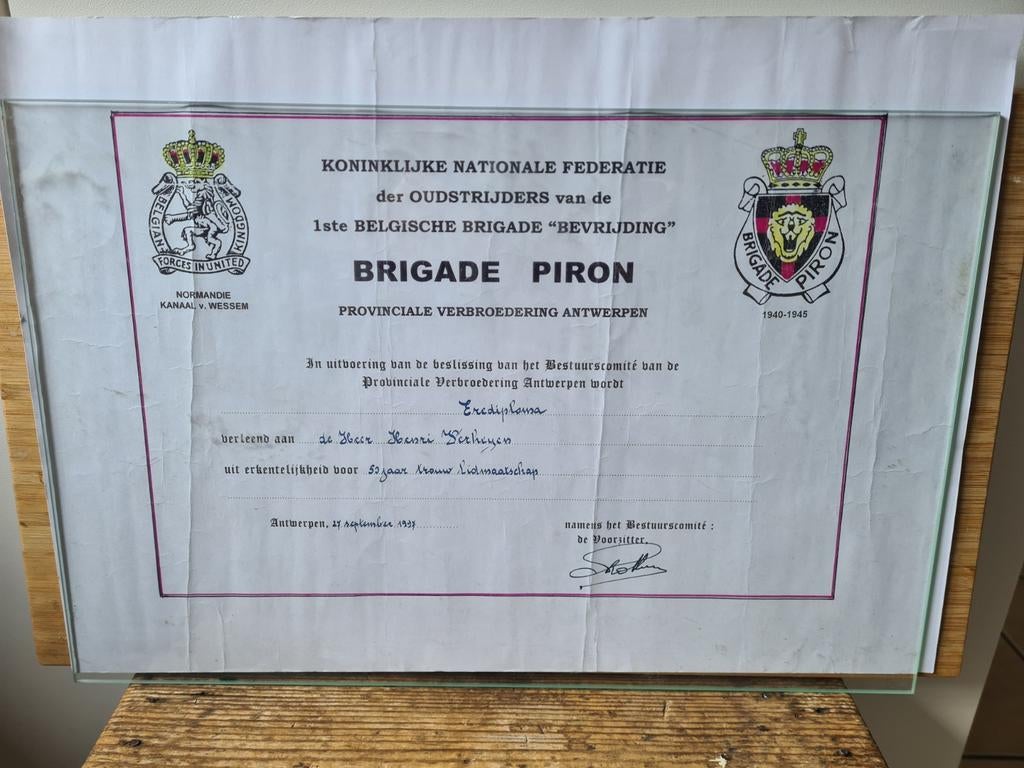 KONINKLIJKE NATIONALE FEDERATIE
der OUDSTRIJDERS van de
1ste BELGISCHE BRIGADE “BEVRIJDING”
BRIGADE PIRON
PROVINCIALE VERBROEDERING ANTWERPEN
BELGIAN FORCES IN UNITED KINGDOM
NORMANDIE
KANAAL v. WESSEM
BRIGADE PIRON
1940-1945
In uitvoering van de beslissing van het Bestuurscomité van de
Provinciale Verbroedering Antwerpen wordt
Erediploma
verleend aan de Heer Henri Verheyen
uit erkentelijkheid voor 50 jaar trouw lidmaatschap
Antwerpen, 27 september 1997
namens het Bestuurscomité :
de Voorzitter,